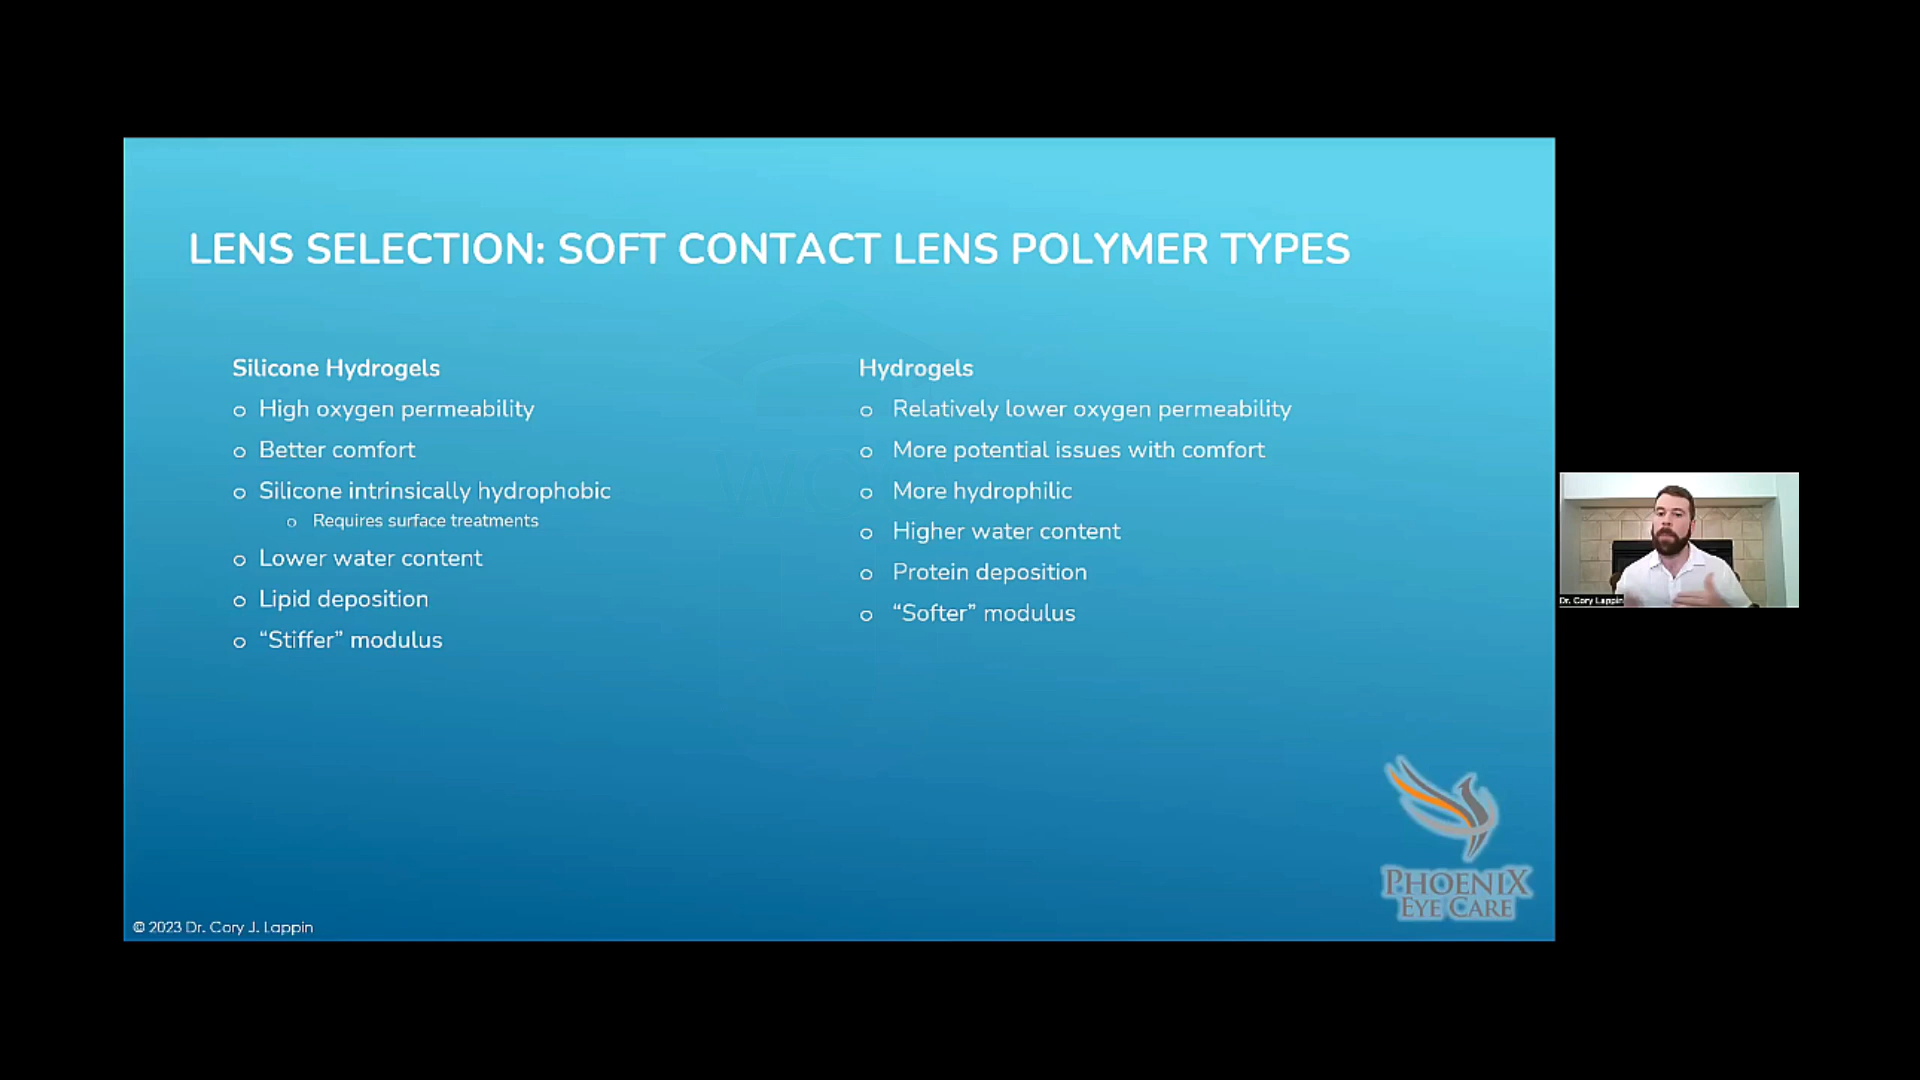 LENS SELECTION: SOFT CONTACT LENS POLYMER TYPES
Silicone Hydrogels
o High oxygen permeability
o Better comfort
o Silicone intrinsically hydrophobic
o Requires surface treatments
o Lower water content
o Lipid deposition
o “Stiffer” modulus
Hydrogels
o Relatively lower oxygen permeability
o More potential issues with comfort
o More hydrophilic
o Higher water content
o Protein deposition
o “Softer” modulus
Dr. Cory Lappin
PHOENIX
EYE CARE
© 2023 Dr. Cory J. Lappin